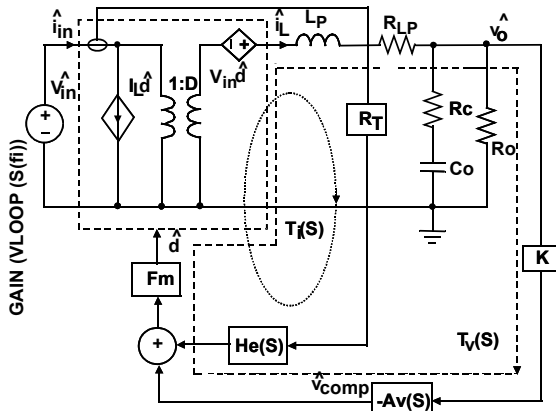 î_in
î_L
L_P
R_LP
v̂_o
V̂_in
+
−
I_L d̂
1:D
− +
V_in d̂
R_T
Rc
Ro
Co
T_i(S)
GAIN (VLOOP (S(fi))
d̂
K
Fm
T_V(S)
+
He(S)
v̂_comp
-Av(S)